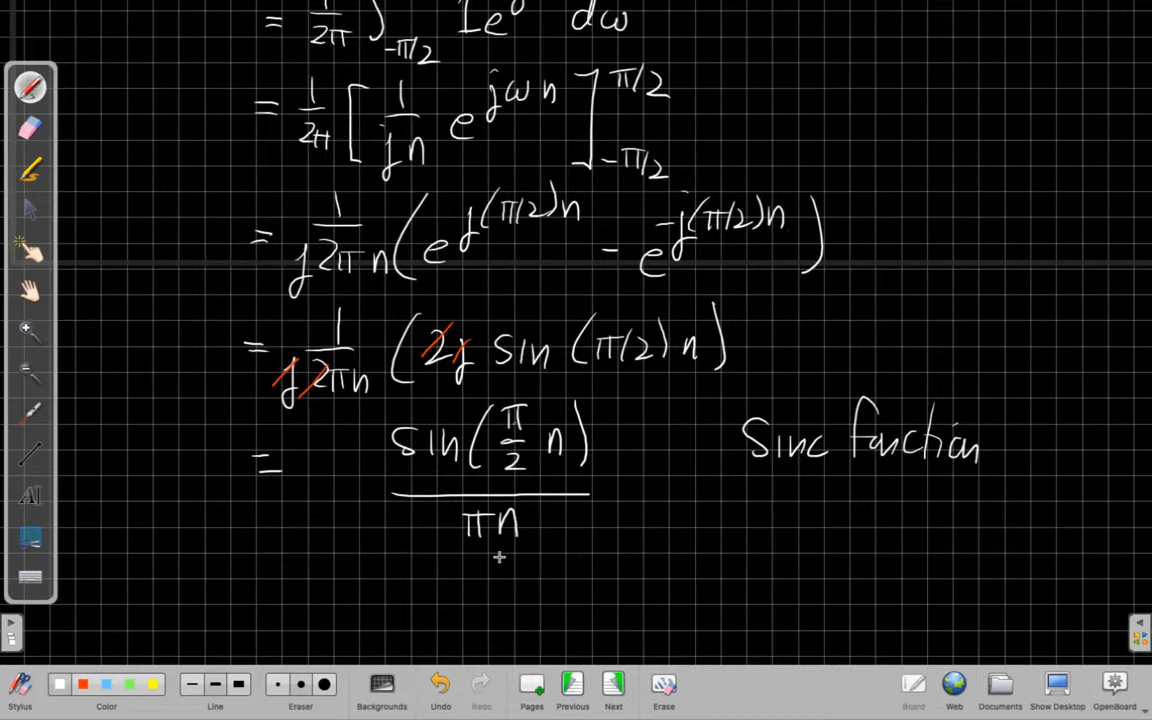 = 1/2π ∫_{-π/2} 1e^j dω
= 1/2π [ 1/jn e^{jωn} ]_{-π/2}^{π/2}
= 1/j2πn ( e^{j(π/2)n} - e^{-j(π/2)n} )
= 1/j2πn ( 2j sin (π/2) n )
= sin( π/2 n ) / πn Sinc function
Stylus
Color
Line
Eraser
Backgrounds
Undo
Redo
Pages
Previous
Next
Erase
Board
Web
Documents
Show Desktop
OpenBoard